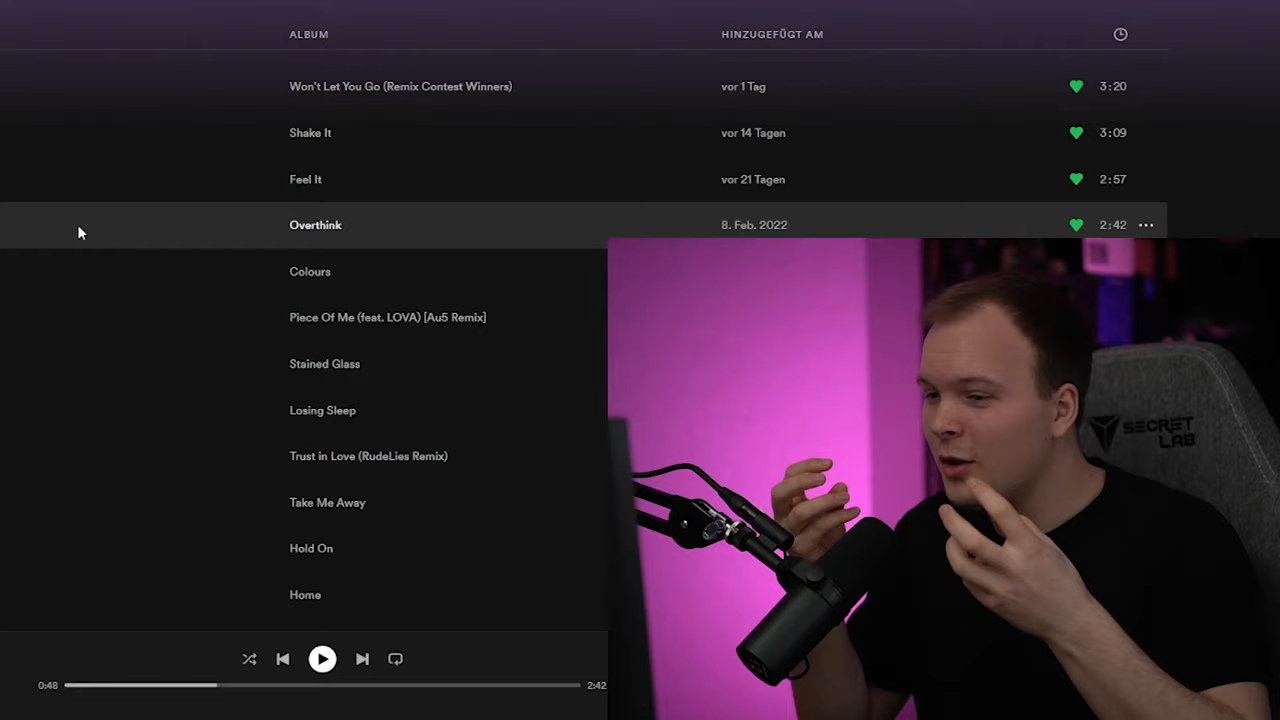 ALBUM HINZUGEFÜGT AM
Won't Let You Go (Remix Contest Winners) vor 1 Tag 3:20
Shake It vor 14 Tagen 3:09
Feel It vor 21 Tagen 2:57
Overthink 8. Feb. 2022 2:42 ...
Colours
Piece Of Me (feat. LOVA) [Au5 Remix]
Stained Glass
Losing Sleep
Trust in Love (RudeLies Remix)
Take Me Away
Hold On
Home
0:48 2:42
SECRET
LAB